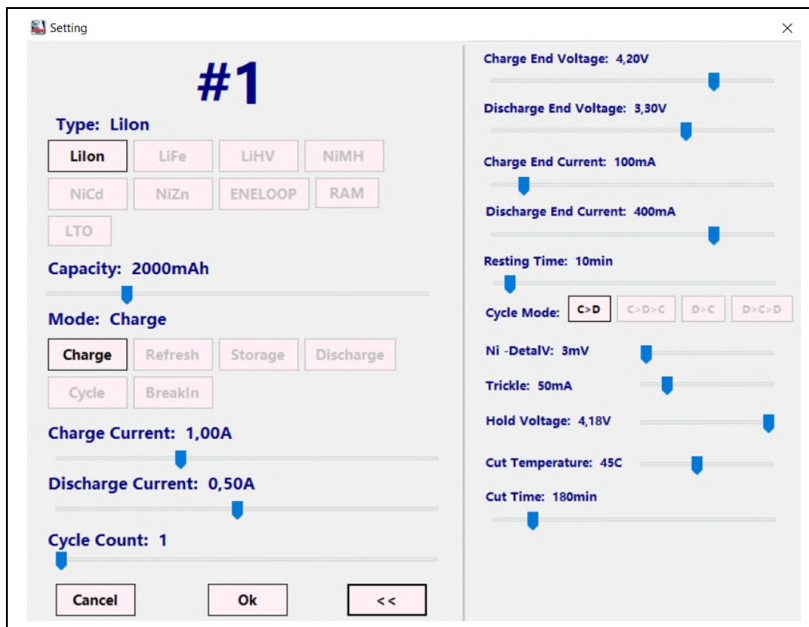 Setting
#1
Type: LiIon
LiIon LiFe LiHV NiMH
NiCd NiZn ENELOOP RAM
LTO
Capacity: 2000mAh
Mode: Charge
Charge Refresh Storage Discharge
Cycle BreakIn
Charge Current: 1,00A
Discharge Current: 0,50A
Cycle Count: 1
Cancel Ok <<
Charge End Voltage: 4,20V
Discharge End Voltage: 3,30V
Charge End Current: 100mA
Discharge End Current: 400mA
Resting Time: 10min
Cycle Mode: C>D C>D>C D>C D>C>D
Ni -DetalV: 3mV
Trickle: 50mA
Hold Voltage: 4,18V
Cut Temperature: 45C
Cut Time: 180min